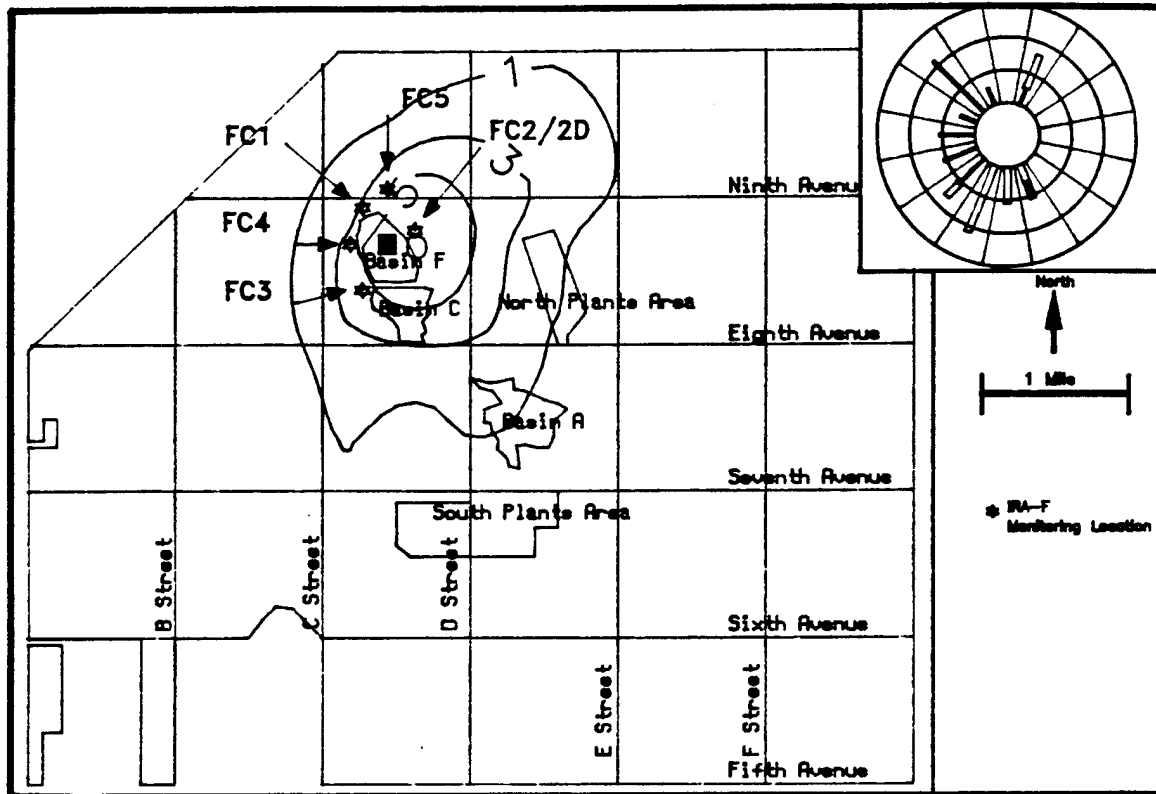 1
FC5
FC1
FC2/2D
3
Ninth Avenue
FC4
Basin F
FC3
Basin C
North Plants Area
North
Eighth Avenue
1 Mile
Basin A
Seventh Avenue
South Plants Area
* IRA-F
Monitoring Location
B Street
C Street
D Street
Sixth Avenue
E Street
F Street
Fifth Avenue